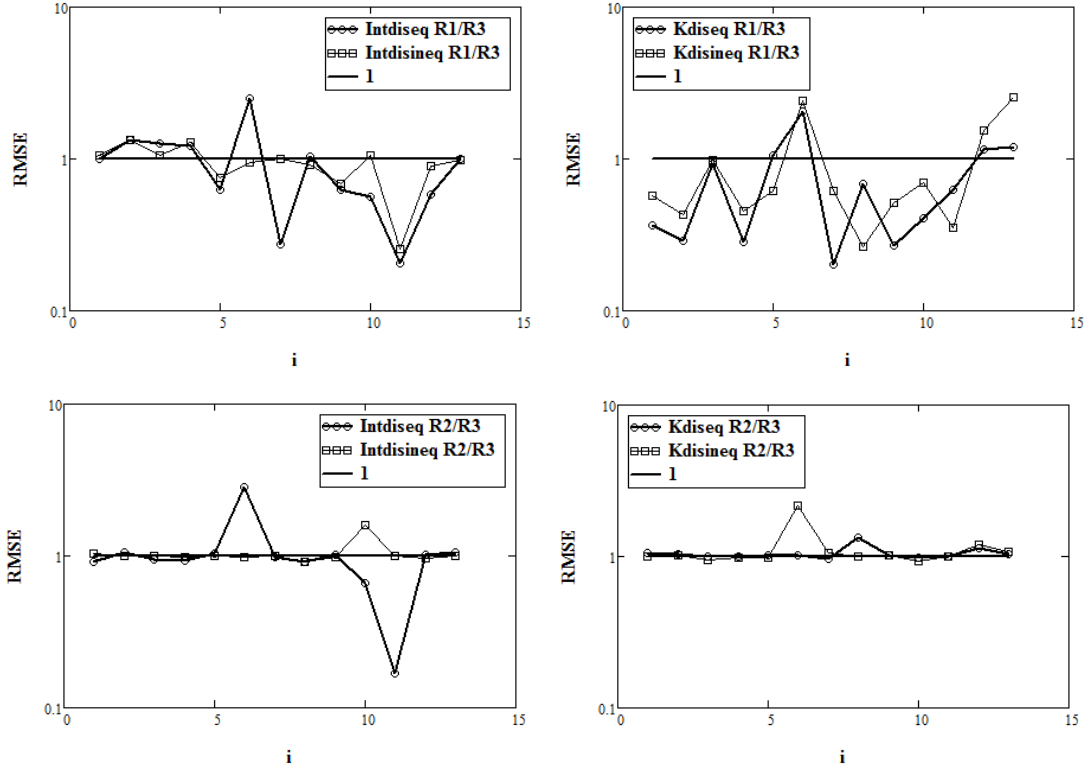 10
1
0.1
RMSE
Intdiseq R1/R3
Intdisineq R1/R3
1
0
5
10
15
i
10
1
0.1
RMSE
Kdiseq R1/R3
Kdisineq R1/R3
1
0
5
10
15
i
10
1
0.1
RMSE
Intdiseq R2/R3
Intdisineq R2/R3
1
0
5
10
15
i
10
1
0.1
RMSE
Kdiseq R2/R3
Kdisineq R2/R3
1
0
5
10
15
i